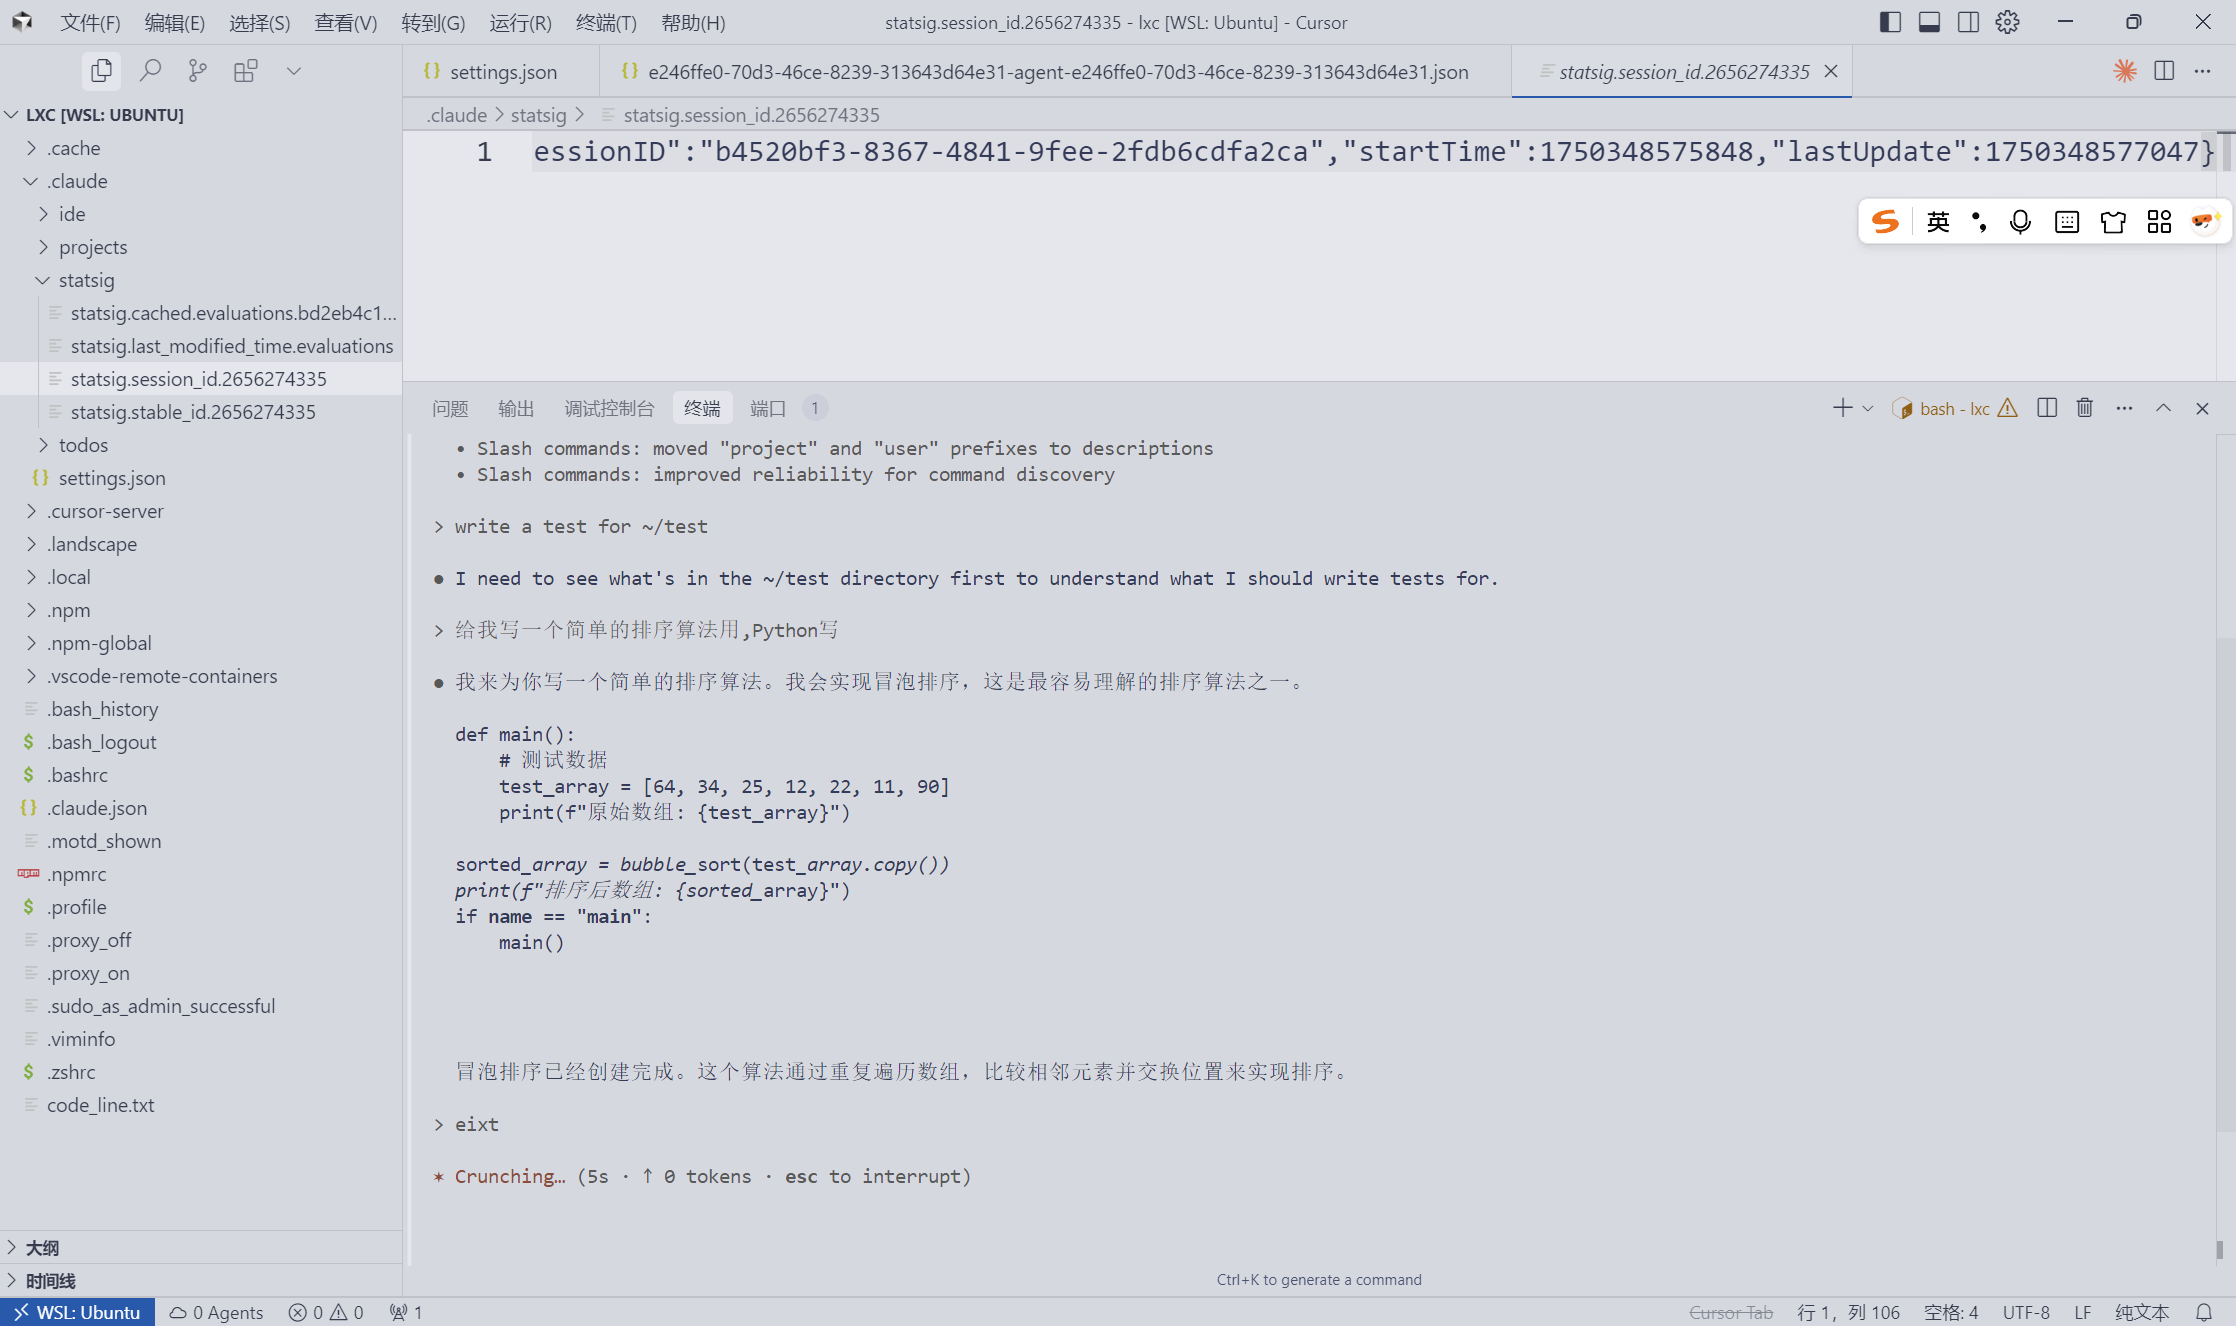 文件(F) 编辑(E) 选择(S) 查看(V) 转到(G) 运行(R) 终端(T) 帮助(H)
statsig.session_id.2656274335 - lxc [WSL: Ubuntu] - Cursor
settings.json
e246ffe0-70d3-46ce-8239-313643d64e31-agent-e246ffe0-70d3-46ce-8239-313643d64e31.json
statsig.session_id.2656274335
LXC [WSL: UBUNTU]
.cache
.claude
ide
projects
statsig
statsig.cached.evaluations.bd2eb4c1...
statsig.last_modified_time.evaluations
statsig.session_id.2656274335
statsig.stable_id.2656274335
todos
settings.json
.cursor-server
.landscape
.local
.npm
.npm-global
.vscode-remote-containers
.bash_history
.bash_logout
.bashrc
.claude.json
.motd_shown
.npmrc
.profile
.proxy_off
.proxy_on
.sudo_as_admin_successful
.viminfo
.zshrc
code_line.txt
大纲
时间线
.claude > statsig > statsig.session_id.2656274335
1 essionID":"b4520bf3-8367-4841-9fee-2fdb6cdfa2ca","startTime":1750348575848,"lastUpdate":1750348577047}
英
问题 输出 调试控制台 终端 端口 1
bash - lxc
• Slash commands: moved "project" and "user" prefixes to descriptions
• Slash commands: improved reliability for command discovery
> write a test for ~/test
● I need to see what's in the ~/test directory first to understand what I should write tests for.
> 给我写一个简单的排序算法用,Python写
● 我来为你写一个简单的排序算法。我会实现冒泡排序，这是最容易理解的排序算法之一。
def main():
# 测试数据
test_array = [64, 34, 25, 12, 22, 11, 90]
print(f"原始数组: {test_array}")
sorted_array = bubble_sort(test_array.copy())
print(f"排序后数组: {sorted_array}")
if name == "main":
main()
冒泡排序已经创建完成。这个算法通过重复遍历数组，比较相邻元素并交换位置来实现排序。
> eixt
✶ Crunching… (5s · ↑ 0 tokens · esc to interrupt)
Ctrl+K to generate a command
WSL: Ubuntu 0 Agents 0 0 1
Cursor Tab 行 1，列 106 空格: 4 UTF-8 LF 纯文本